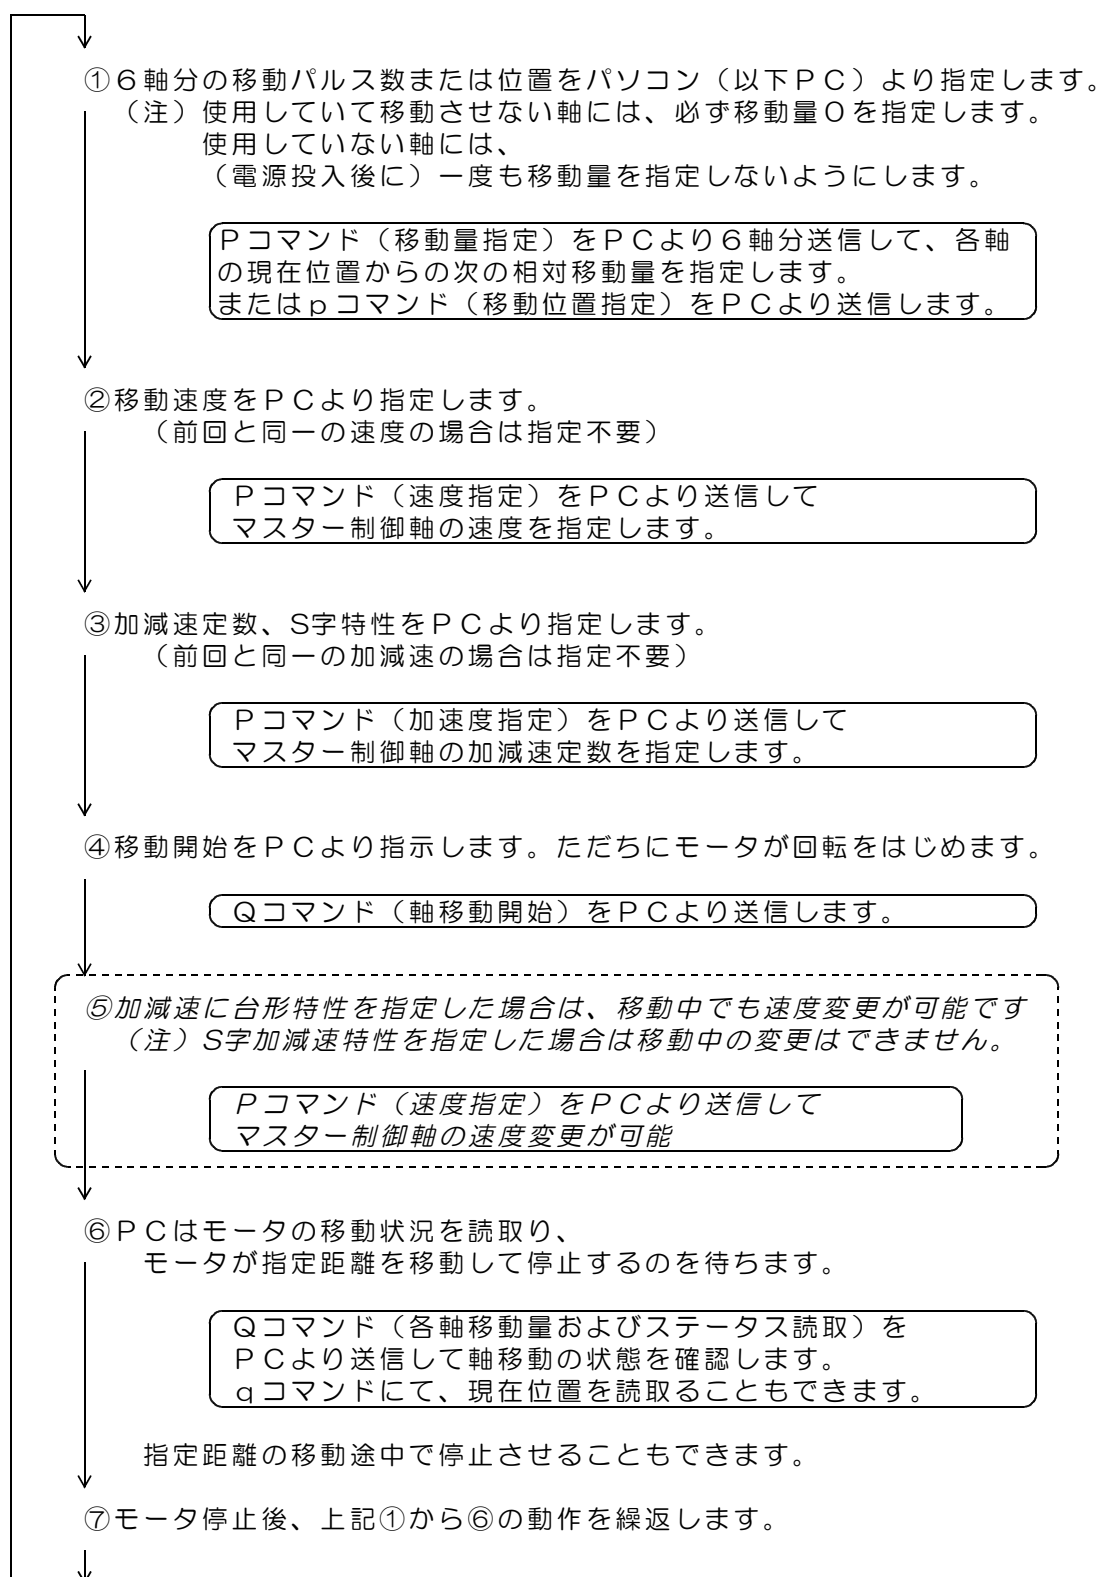 ①６軸分の移動パルス数または位置をパソコン（以下ＰＣ）より指定します。
（注）使用していて移動させない軸には、必ず移動量０を指定します。
使用していない軸には、
（電源投入後に）一度も移動量を指定しないようにします。
Ｐコマンド（移動量指定）をＰＣより６軸分送信して、各軸
の現在位置からの次の相対移動量を指定します。
またはｐコマンド（移動位置指定）をＰＣより送信します。
②移動速度をＰＣより指定します。
（前回と同一の速度の場合は指定不要）
Ｐコマンド（速度指定）をＰＣより送信して
マスター制御軸の速度を指定します。
③加減速定数、S字特性をＰＣより指定します。
（前回と同一の加減速の場合は指定不要）
Ｐコマンド（加速度指定）をＰＣより送信して
マスター制御軸の加減速定数を指定します。
④移動開始をＰＣより指示します。ただちにモータが回転をはじめます。
Ｑコマンド（軸移動開始）をＰＣより送信します。
⑤加減速に台形特性を指定した場合は、移動中でも速度変更が可能です
（注）S字加減速特性を指定した場合は移動中の変更はできません。
Ｐコマンド（速度指定）をＰＣより送信して
マスター制御軸の速度変更が可能
⑥ＰＣはモータの移動状況を読取り、
モータが指定距離を移動して停止するのを待ちます。
Ｑコマンド（各軸移動量およびステータス読取）を
ＰＣより送信して軸移動の状態を確認します。
ｑコマンドにて、現在位置を読取ることもできます。
指定距離の移動途中で停止させることもできます。
⑦モータ停止後、上記①から⑥の動作を繰返します。